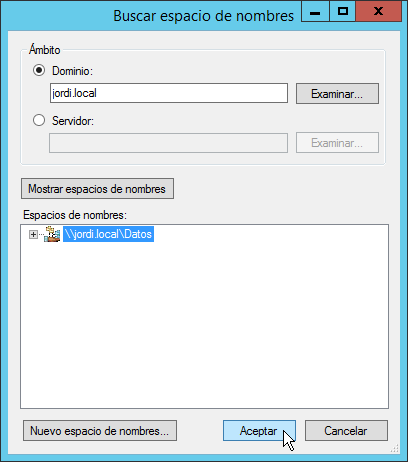 Buscar espacio de nombres
Ámbito
Dominio:
jordi.local
Examinar...
Servidor:
Examinar...
Mostrar espacios de nombres
Espacios de nombres:
\\jordi.local\Datos
Nuevo espacio de nombres...
Aceptar
Cancelar